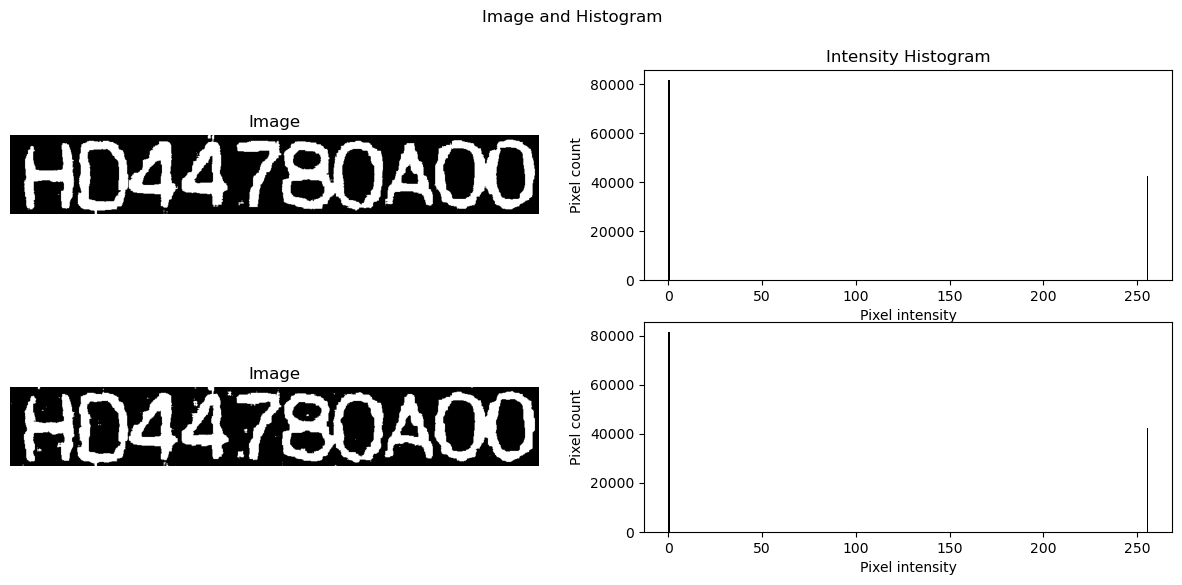 Image and Histogram
Image
HD44780A00
Intensity Histogram
80000
60000
40000
20000
0
Pixel count
0 50 100 150 200 250
Pixel intensity
Image
HD44780A00
80000
60000
40000
20000
0
Pixel count
0 50 100 150 200 250
Pixel intensity